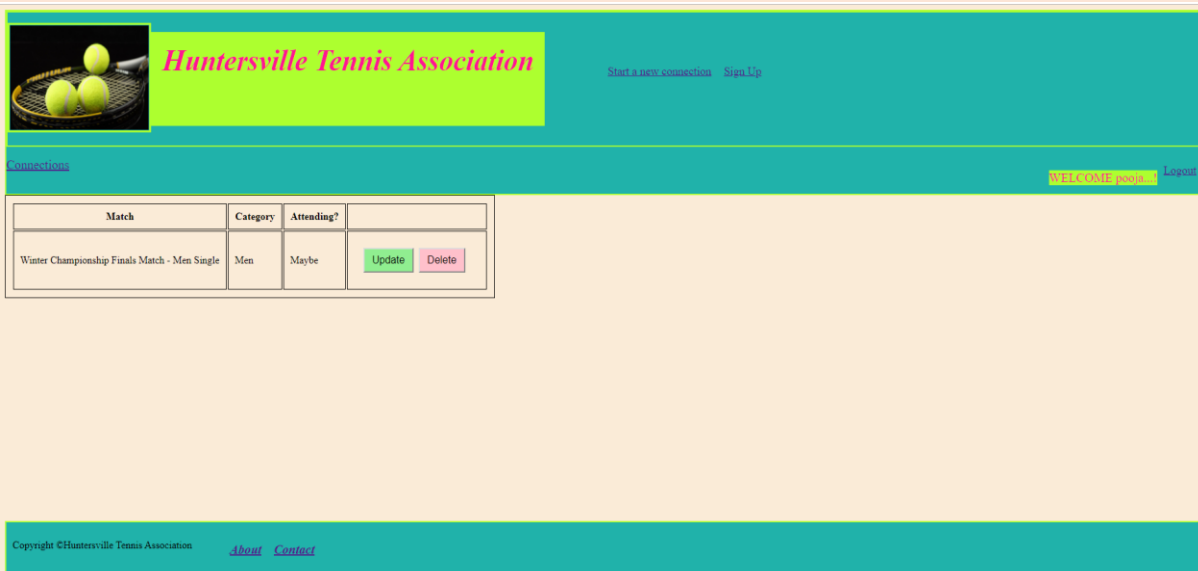 Huntersville Tennis Association
Start a new connection Sign Up
Connections
WELCOME pooja...! Logout
Match Category Attending?
Winter Championship Finals Match - Men Single Men Maybe Update Delete
Copyright ©Huntersville Tennis Association About Contact